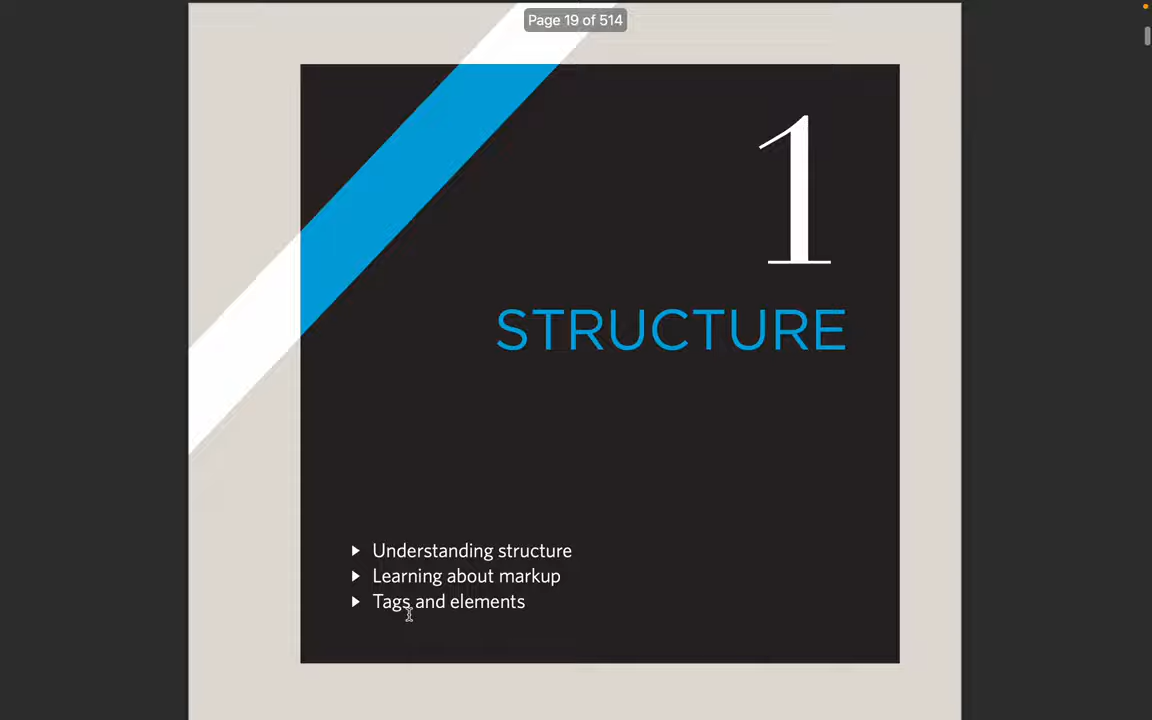 Page 19 of 514
1
STRUCTURE
Understanding structure
Learning about markup
Tags and elements